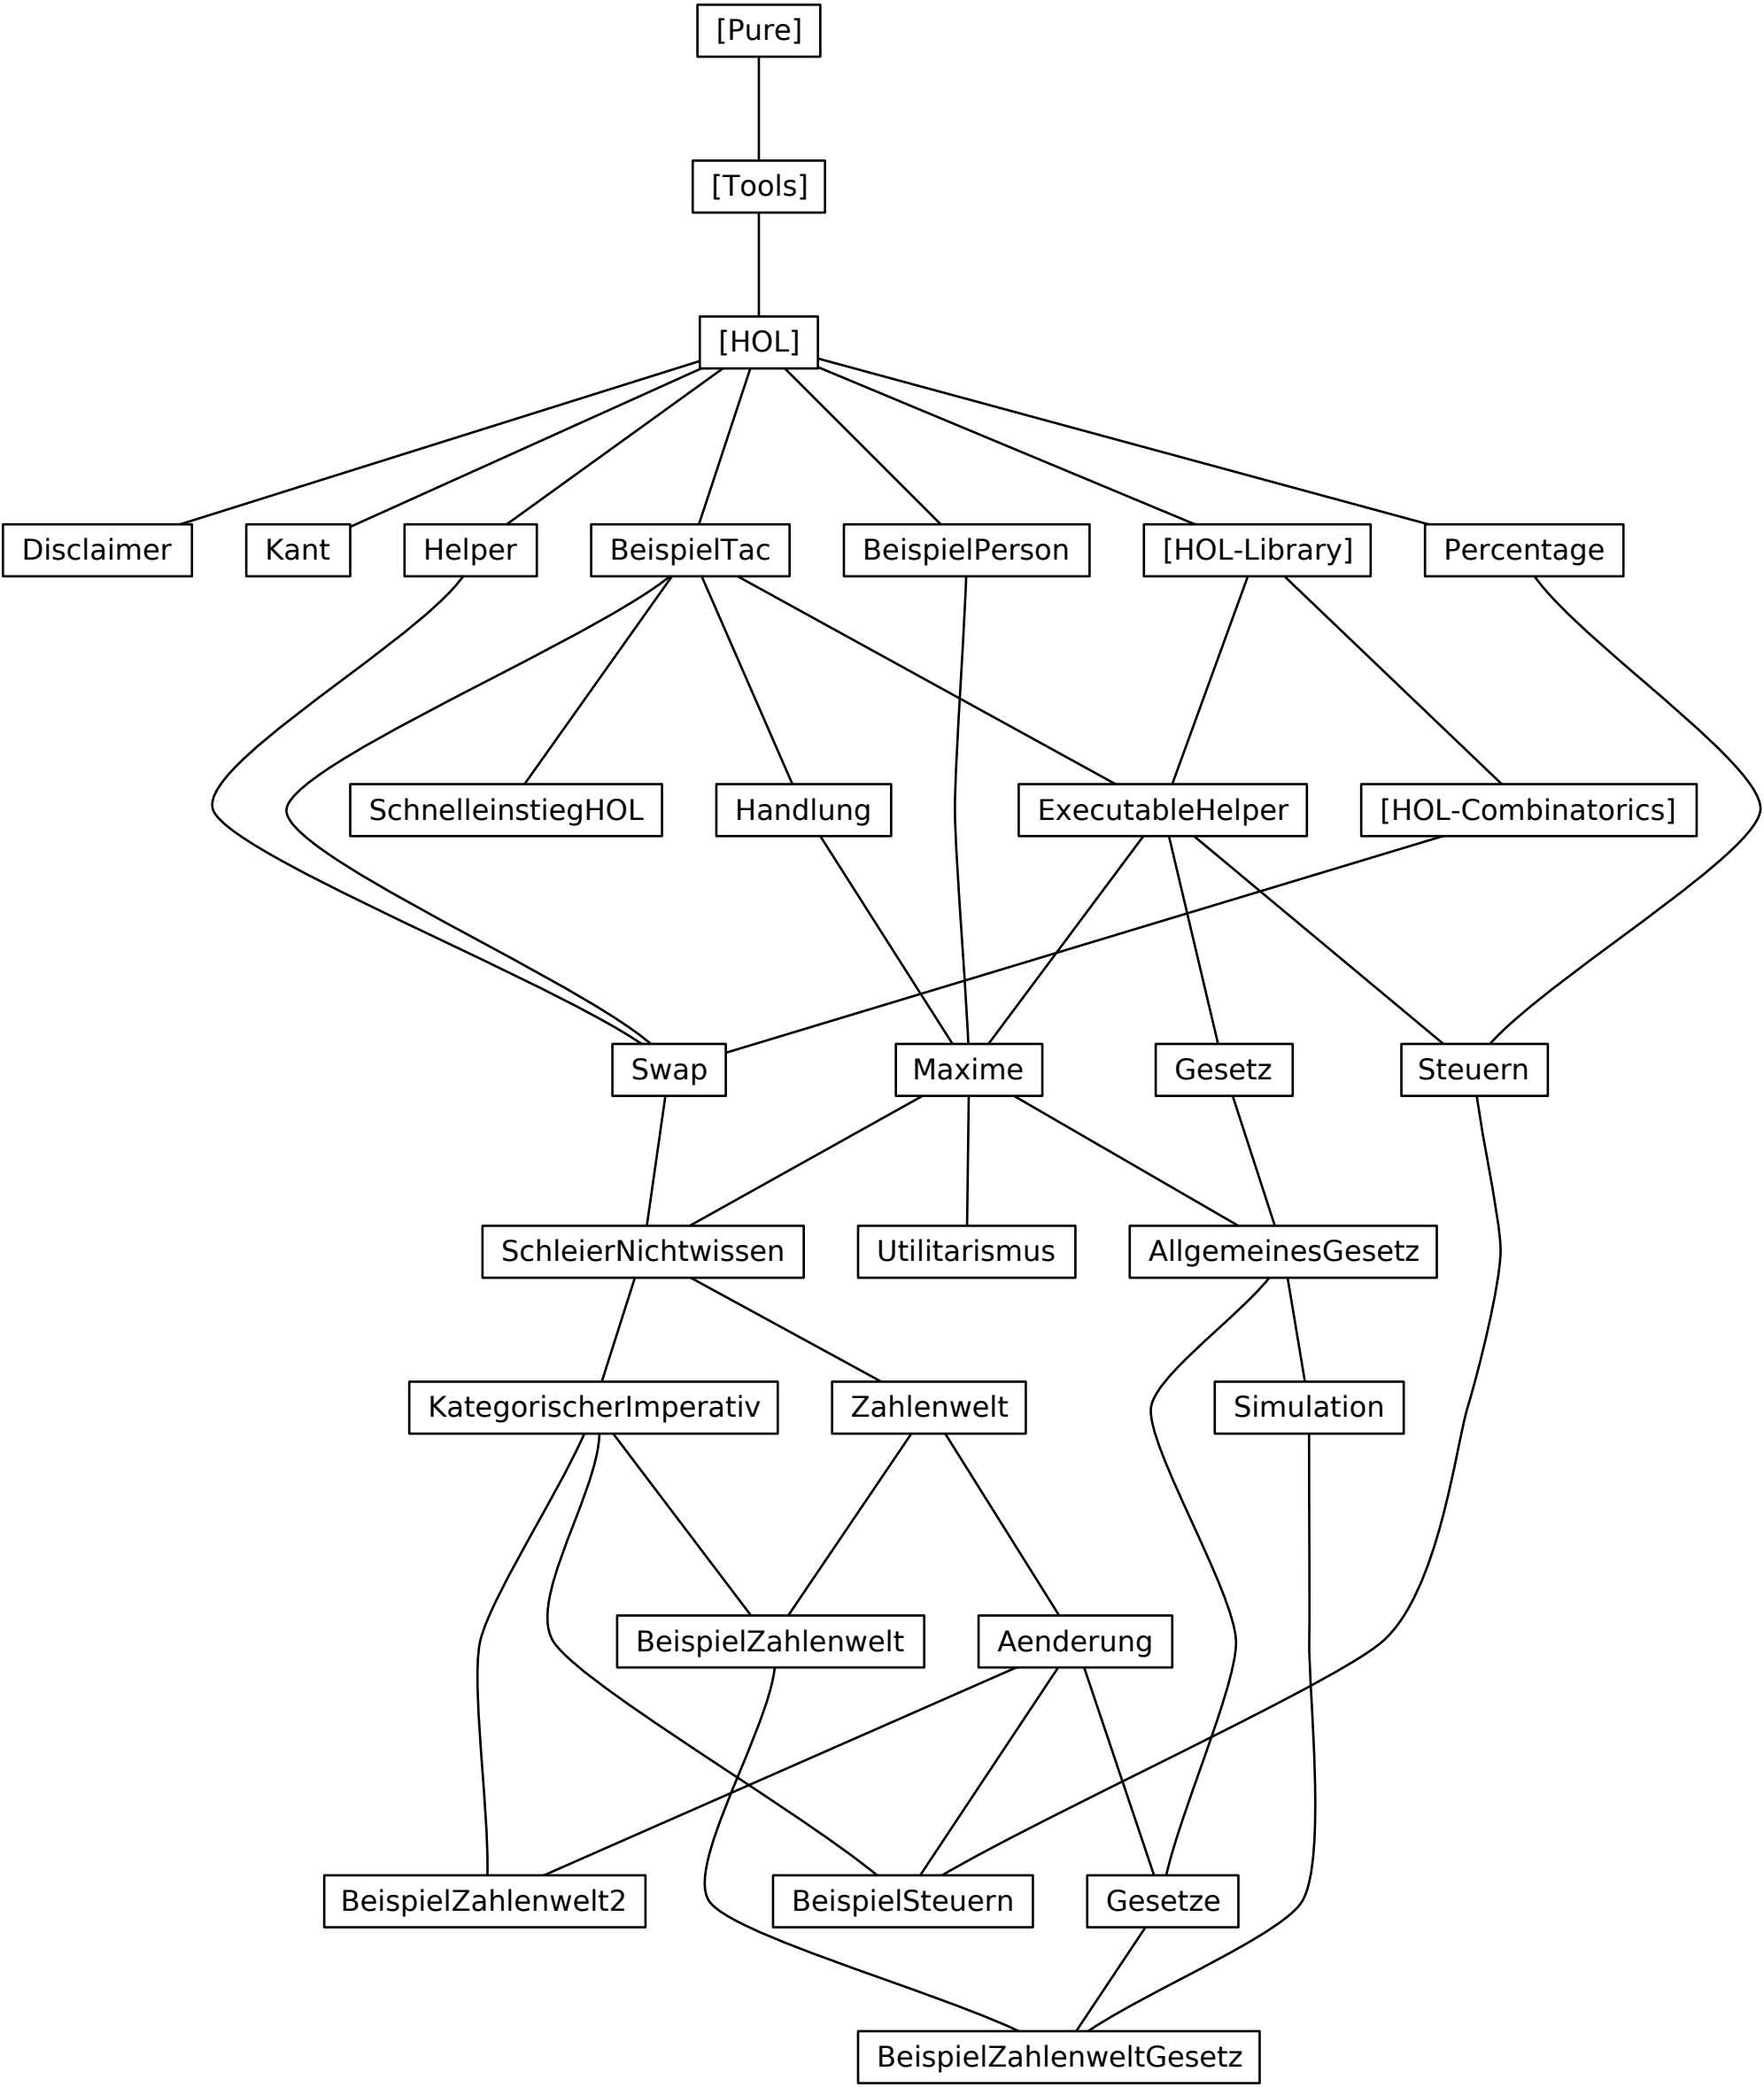 [Pure]
[Tools]
[HOL]
Disclaimer
Kant
Helper
BeispielTac
BeispielPerson
[HOL-Library]
Percentage
SchnelleinstiegHOL
Handlung
ExecutableHelper
[HOL-Combinatorics]
Swap
Maxime
Gesetz
Steuern
SchleierNichtwissen
Utilitarismus
AllgemeinesGesetz
KategorischerImperativ
Zahlenwelt
Simulation
BeispielZahlenwelt
Aenderung
BeispielZahlenwelt2
BeispielSteuern
Gesetze
BeispielZahlenweltGesetz